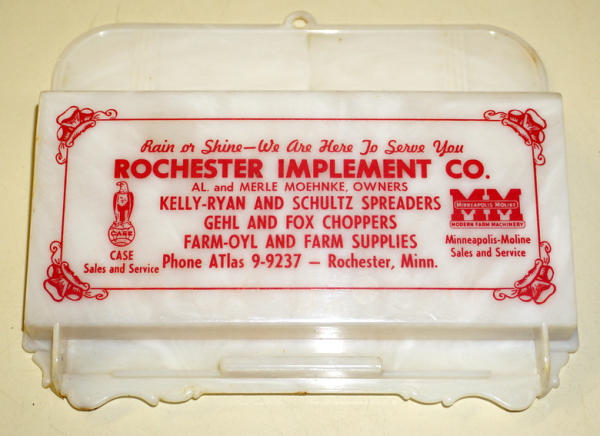 Rain or Shine—We Are Here To Serve You
ROCHESTER IMPLEMENT CO.
AL. and MERLE MOEHNKE, OWNERS
KELLY-RYAN AND SCHULTZ SPREADERS
GEHL AND FOX CHOPPERS
FARM-OYL AND FARM SUPPLIES
Phone ATlas 9-9237 — Rochester, Minn.
CASE
CASE
Sales and Service
MM
MINNEAPOLIS MOLINE
MODERN FARM MACHINERY
Minneapolis-Moline
Sales and Service